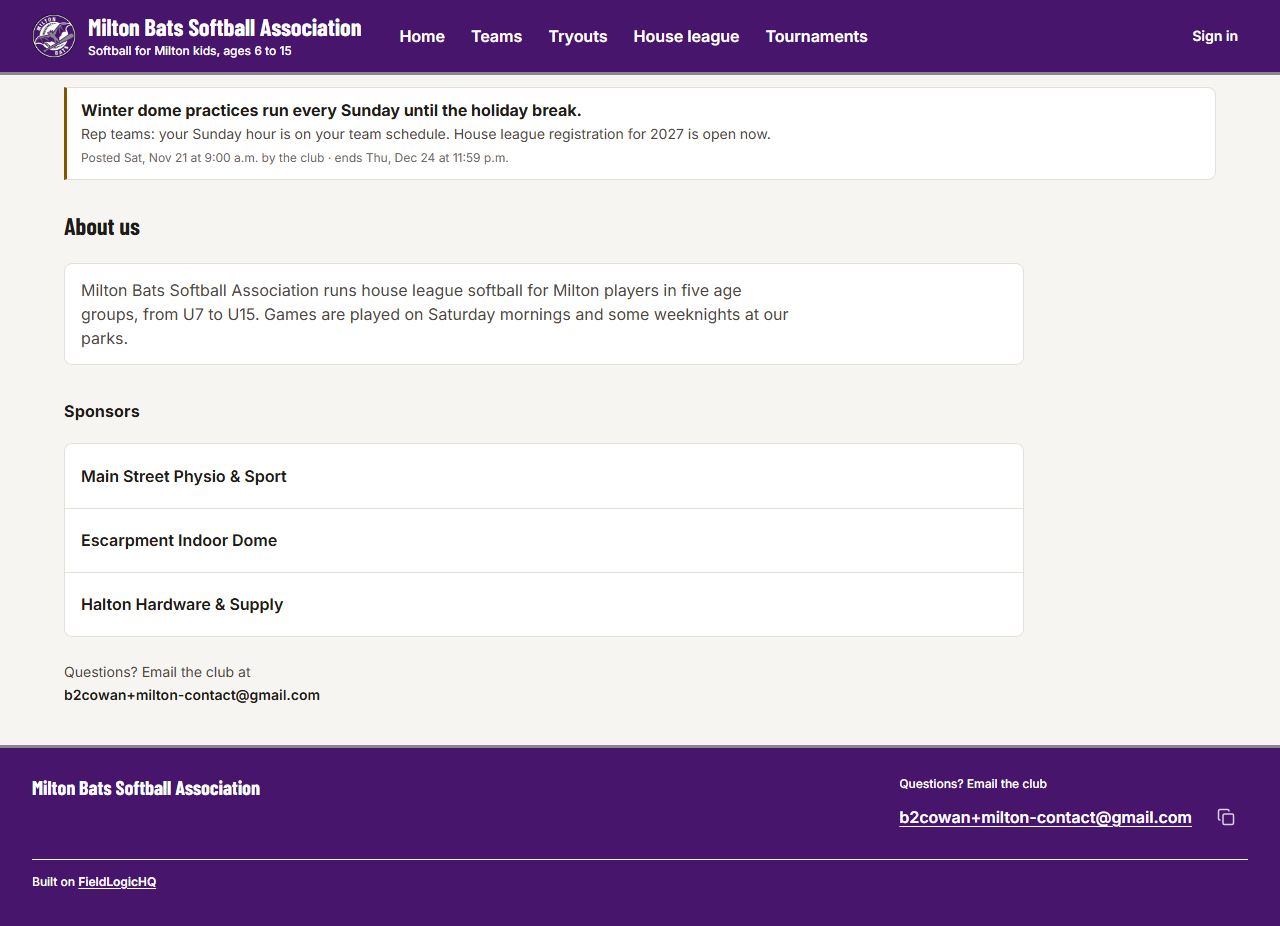 MILTON BATS
Milton Bats Softball Association
Softball for Milton kids, ages 6 to 15
Home
Teams
Tryouts
House league
Tournaments
Sign in
Winter dome practices run every Sunday until the holiday break.
Rep teams: your Sunday hour is on your team schedule. House league registration for 2027 is open now.
Posted Sat, Nov 21 at 9:00 a.m. by the club · ends Thu, Dec 24 at 11:59 p.m.
About us
Milton Bats Softball Association runs house league softball for Milton players in five age
groups, from U7 to U15. Games are played on Saturday mornings and some weeknights at our
parks.
Sponsors
Main Street Physio & Sport
Escarpment Indoor Dome
Halton Hardware & Supply
Questions? Email the club at
b2cowan+milton-contact@gmail.com
Milton Bats Softball Association
Questions? Email the club
b2cowan+milton-contact@gmail.com
Built on FieldLogicHQ